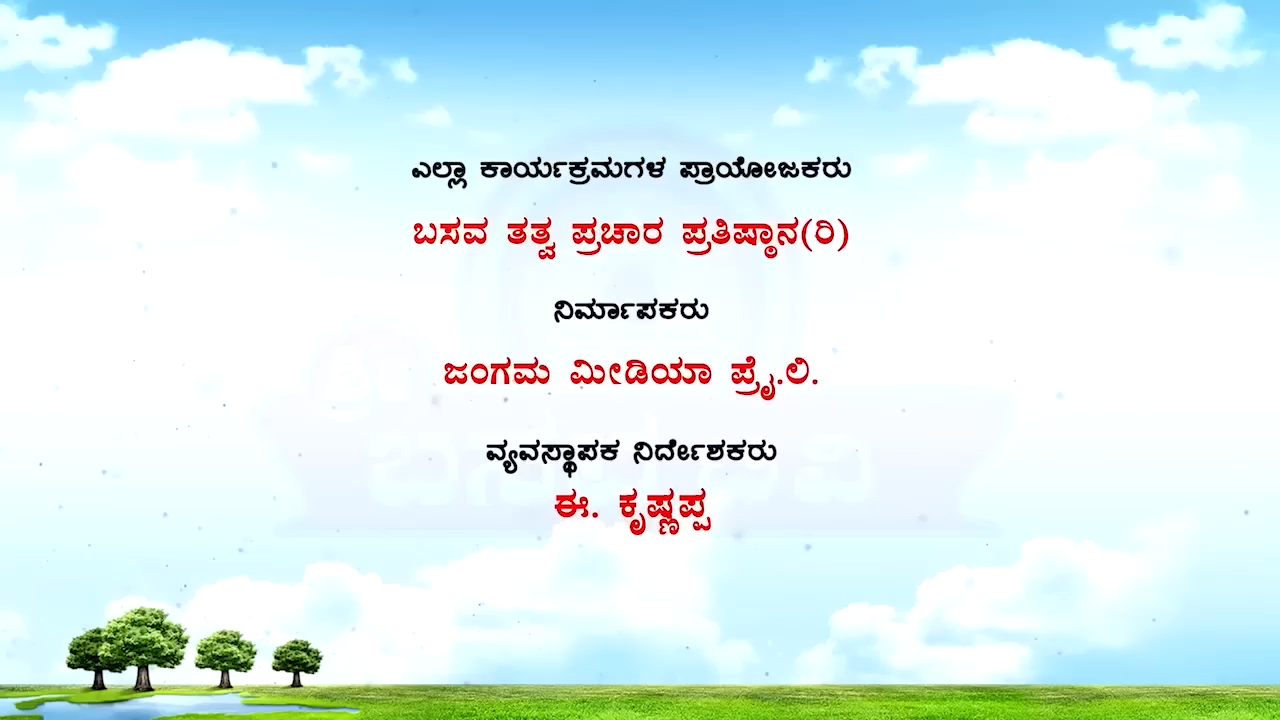 ಎಲ್ಲಾ ಕಾರ್ಯಕ್ರಮಗಳ ಪ್ರಾಯೋಜಕರು
ಬಸವ ತತ್ವ ಪ್ರಚಾರ ಪ್ರತಿಷ್ಠಾನ(ರಿ)
ನಿರ್ಮಾಪಕರು
ಜಂಗಮ ಮೀಡಿಯಾ ಪ್ರೈ.ಲಿ.
ವ್ಯವಸ್ಥಾಪಕ ನಿರ್ದೇಶಕರು
ಈ. ಕೃಷ್ಣಪ್ಪ